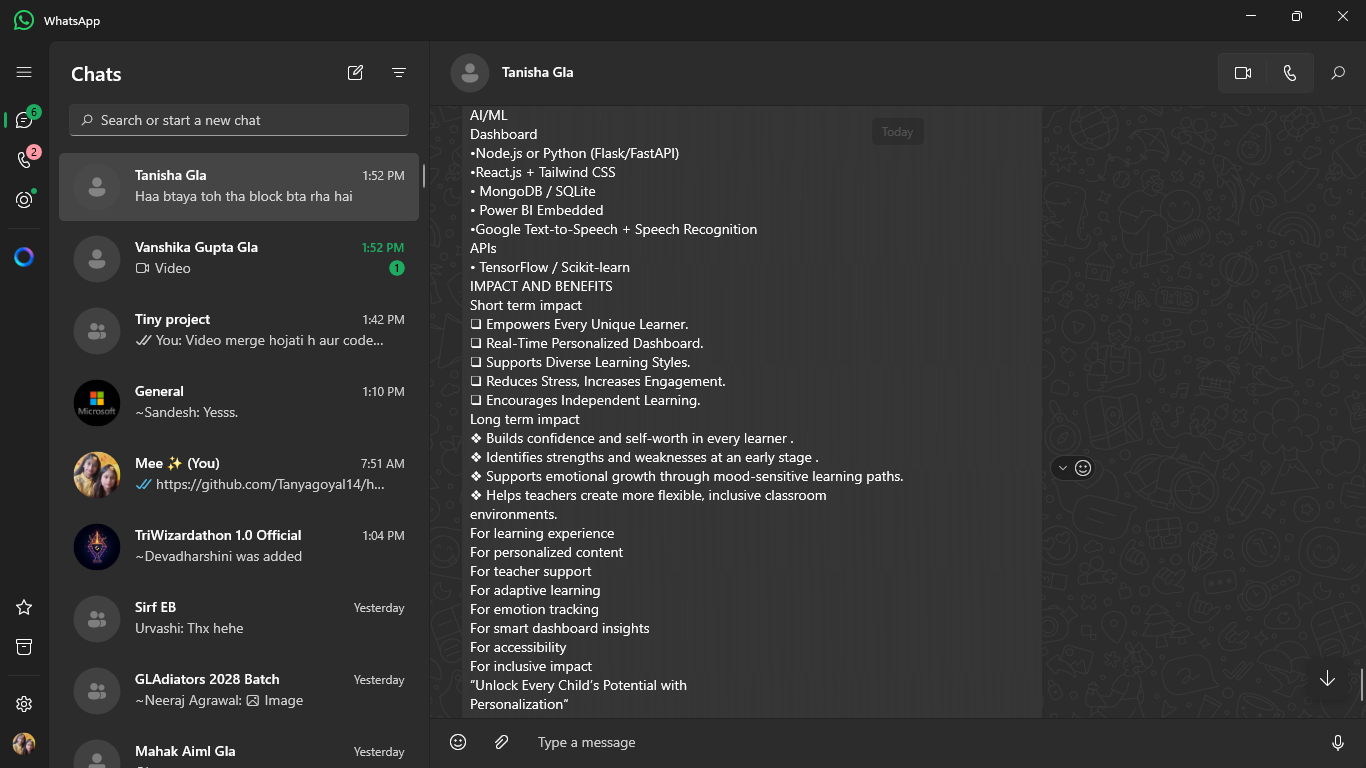 WhatsApp
Chats
Search or start a new chat
6
2
Tanisha Gla
1:52 PM
Haa btaya toh tha block bta rha hai
Vanshika Gupta Gla
1:52 PM
Video
1
Tiny project
1:42 PM
You: Video merge hojati h aur code...
Microsoft
General
1:10 PM
~Sandesh: Yesss.
Mee ✨ (You)
7:51 AM
https://github.com/Tanyagoyal14/h...
TriWizardathon 1.0 Official
1:04 PM
~Devadharshini was added
Sirf EB
Yesterday
Urvashi: Thx hehe
GLAdiators 2028 Batch
Yesterday
~Neeraj Agrawal: Image
Mahak Aiml Gla
Yesterday
Tanisha Gla
Today
AI/ML
Dashboard
•Node.js or Python (Flask/FastAPI)
•React.js + Tailwind CSS
• MongoDB / SQLite
• Power BI Embedded
•Google Text-to-Speech + Speech Recognition
APIs
• TensorFlow / Scikit-learn
IMPACT AND BENEFITS
Short term impact
❑ Empowers Every Unique Learner.
❑ Real-Time Personalized Dashboard.
❑ Supports Diverse Learning Styles.
❑ Reduces Stress, Increases Engagement.
❑ Encourages Independent Learning.
Long term impact
❖ Builds confidence and self-worth in every learner .
❖ Identifies strengths and weaknesses at an early stage .
❖ Supports emotional growth through mood-sensitive learning paths.
❖ Helps teachers create more flexible, inclusive classroom
environments.
For learning experience
For personalized content
For teacher support
For adaptive learning
For emotion tracking
For smart dashboard insights
For accessibility
For inclusive impact
“Unlock Every Child’s Potential with
Personalization”
Type a message